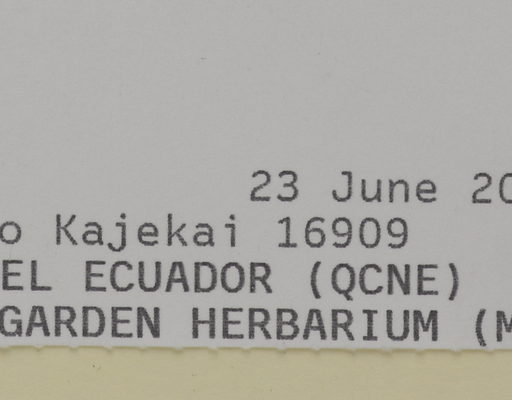 23 June 20
o Kajekai 16909
EL ECUADOR (QCNE)
GARDEN HERBARIUM (M